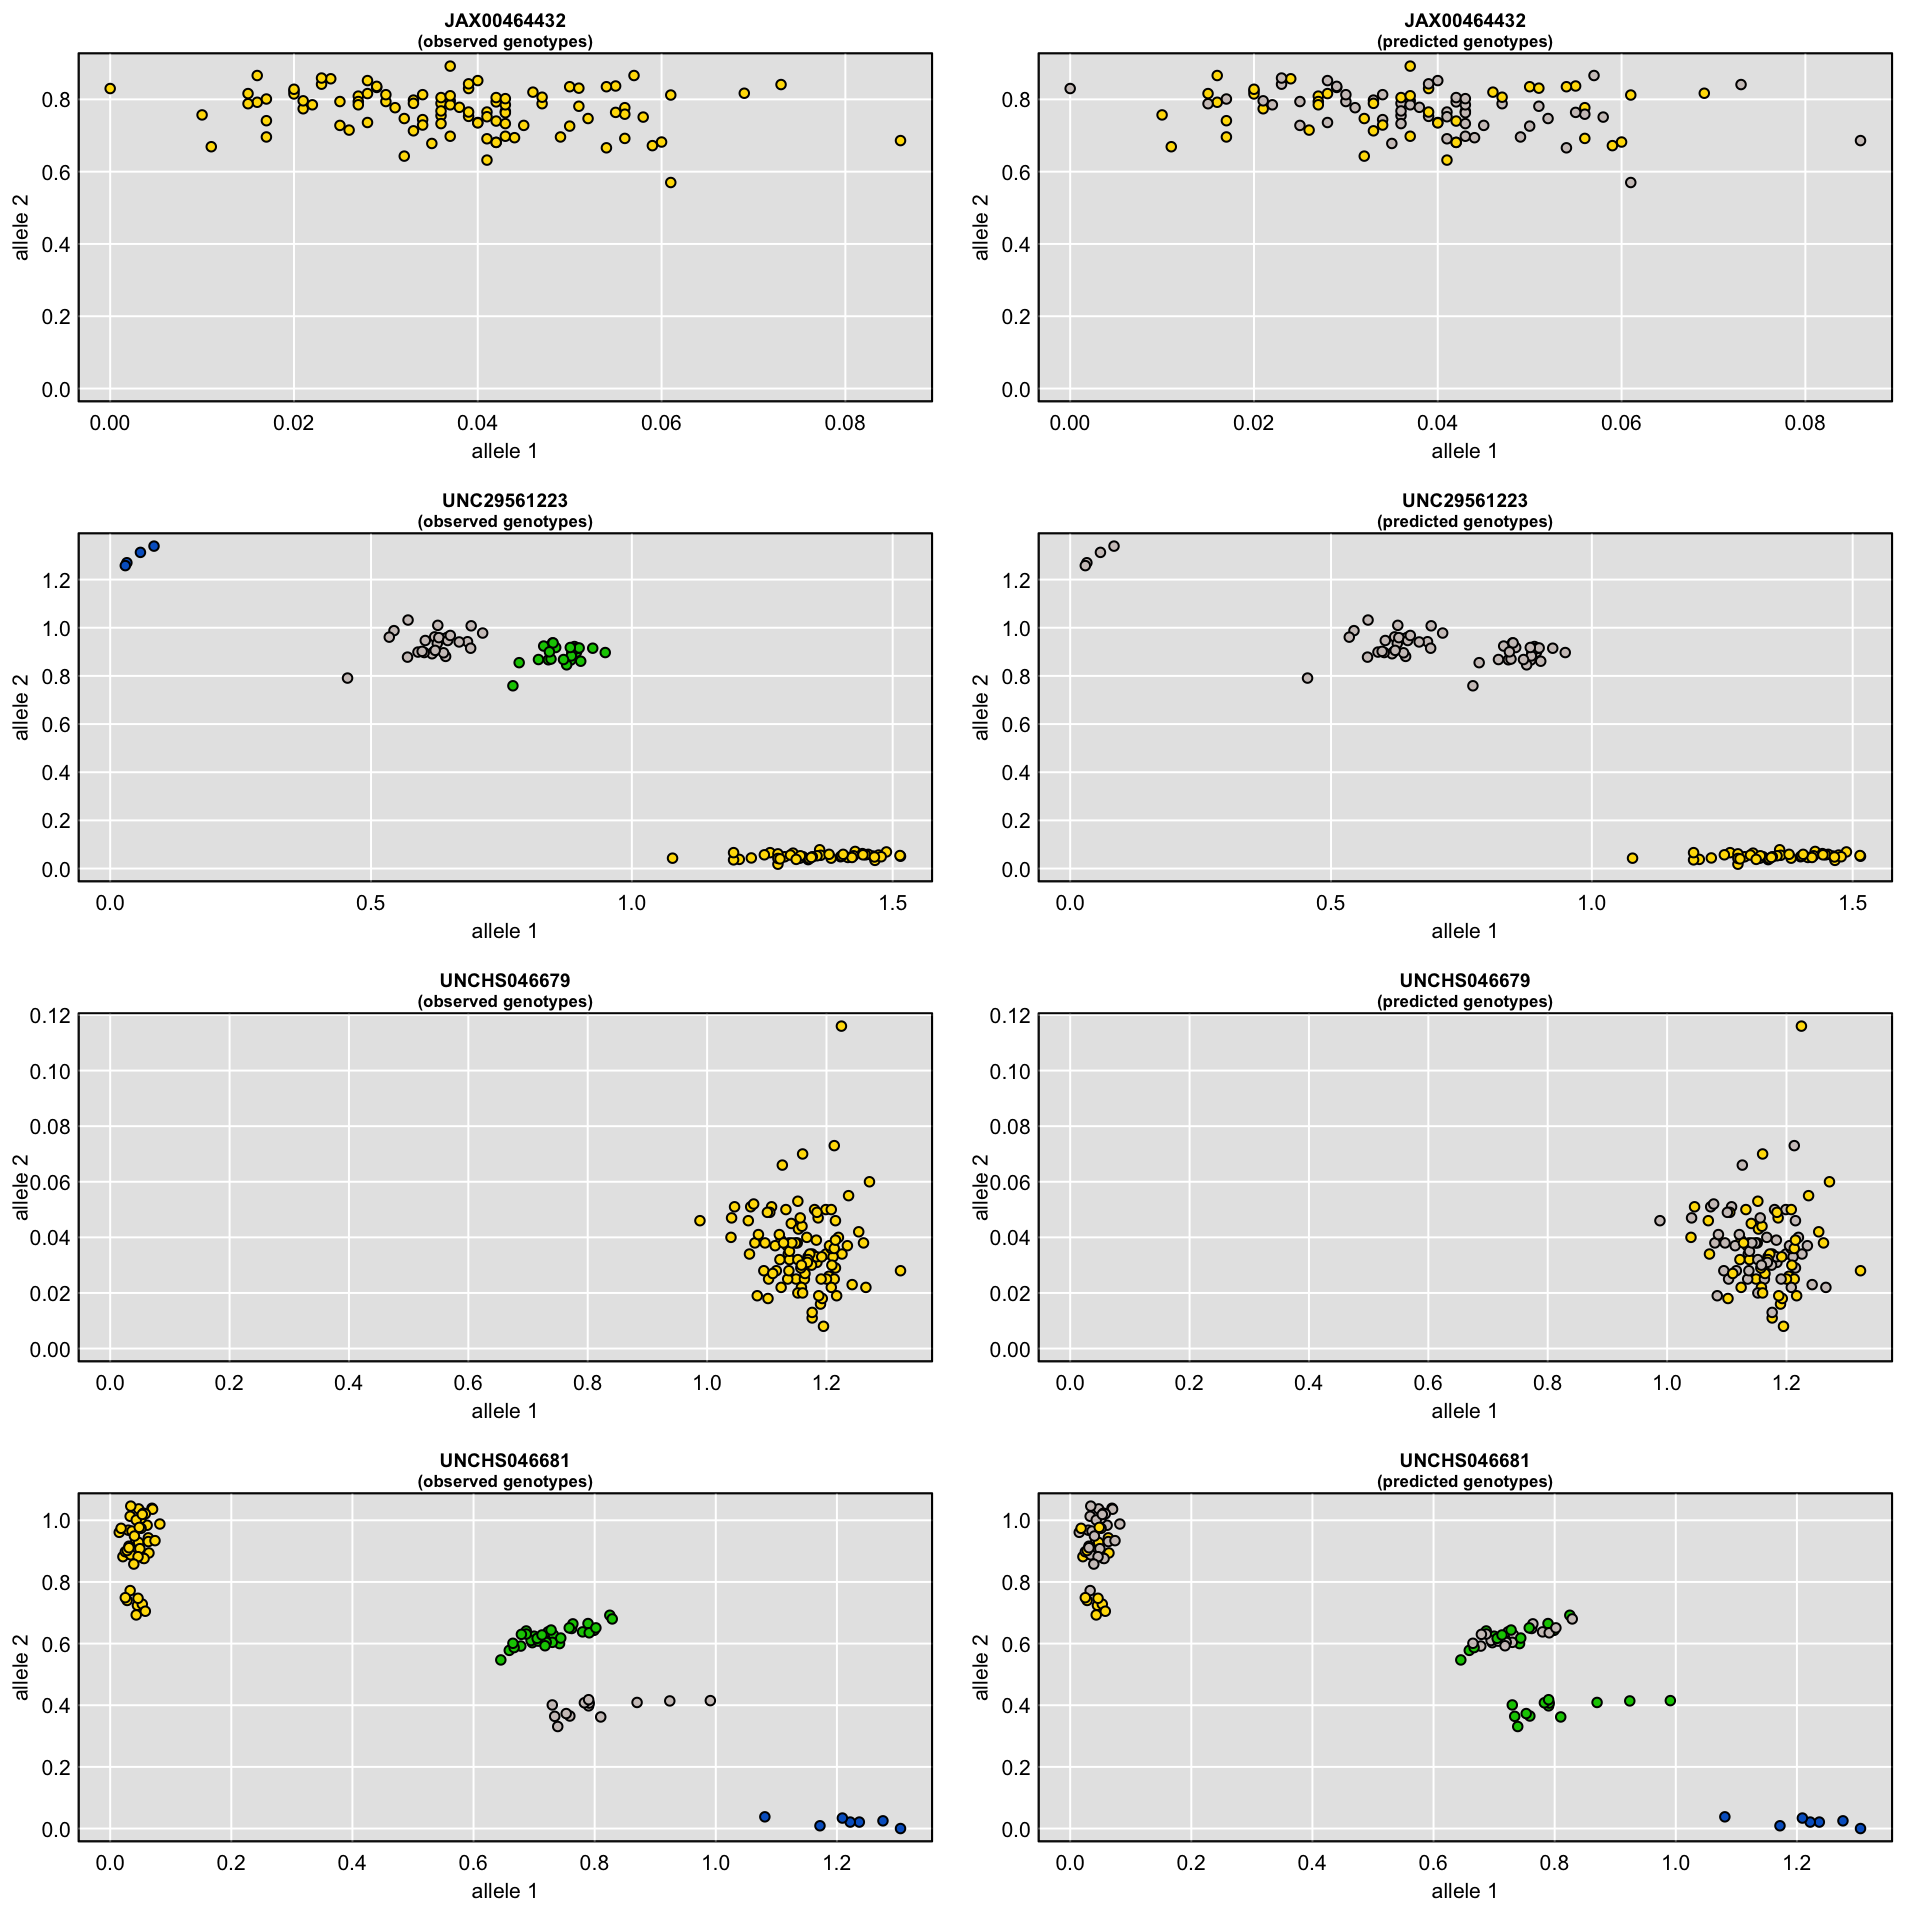 JAX00464432
(observed genotypes)
allele 2
0.8
0.6
0.4
0.2
0.0
0.00 0.02 0.04 0.06 0.08
allele 1
JAX00464432
(predicted genotypes)
allele 2
0.8
0.6
0.4
0.2
0.0
0.00 0.02 0.04 0.06 0.08
allele 1
UNC29561223
(observed genotypes)
allele 2
1.2
1.0
0.8
0.6
0.4
0.2
0.0
0.0 0.5 1.0 1.5
allele 1
UNC29561223
(predicted genotypes)
allele 2
1.2
1.0
0.8
0.6
0.4
0.2
0.0
0.0 0.5 1.0 1.5
allele 1
UNCHS046679
(observed genotypes)
allele 2
0.12
0.10
0.08
0.06
0.04
0.02
0.00
0.0 0.2 0.4 0.6 0.8 1.0 1.2
allele 1
UNCHS046679
(predicted genotypes)
allele 2
0.12
0.10
0.08
0.06
0.04
0.02
0.00
0.0 0.2 0.4 0.6 0.8 1.0 1.2
allele 1
UNCHS046681
(observed genotypes)
allele 2
1.0
0.8
0.6
0.4
0.2
0.0
0.0 0.2 0.4 0.6 0.8 1.0 1.2
allele 1
UNCHS046681
(predicted genotypes)
allele 2
1.0
0.8
0.6
0.4
0.2
0.0
0.0 0.2 0.4 0.6 0.8 1.0 1.2
allele 1